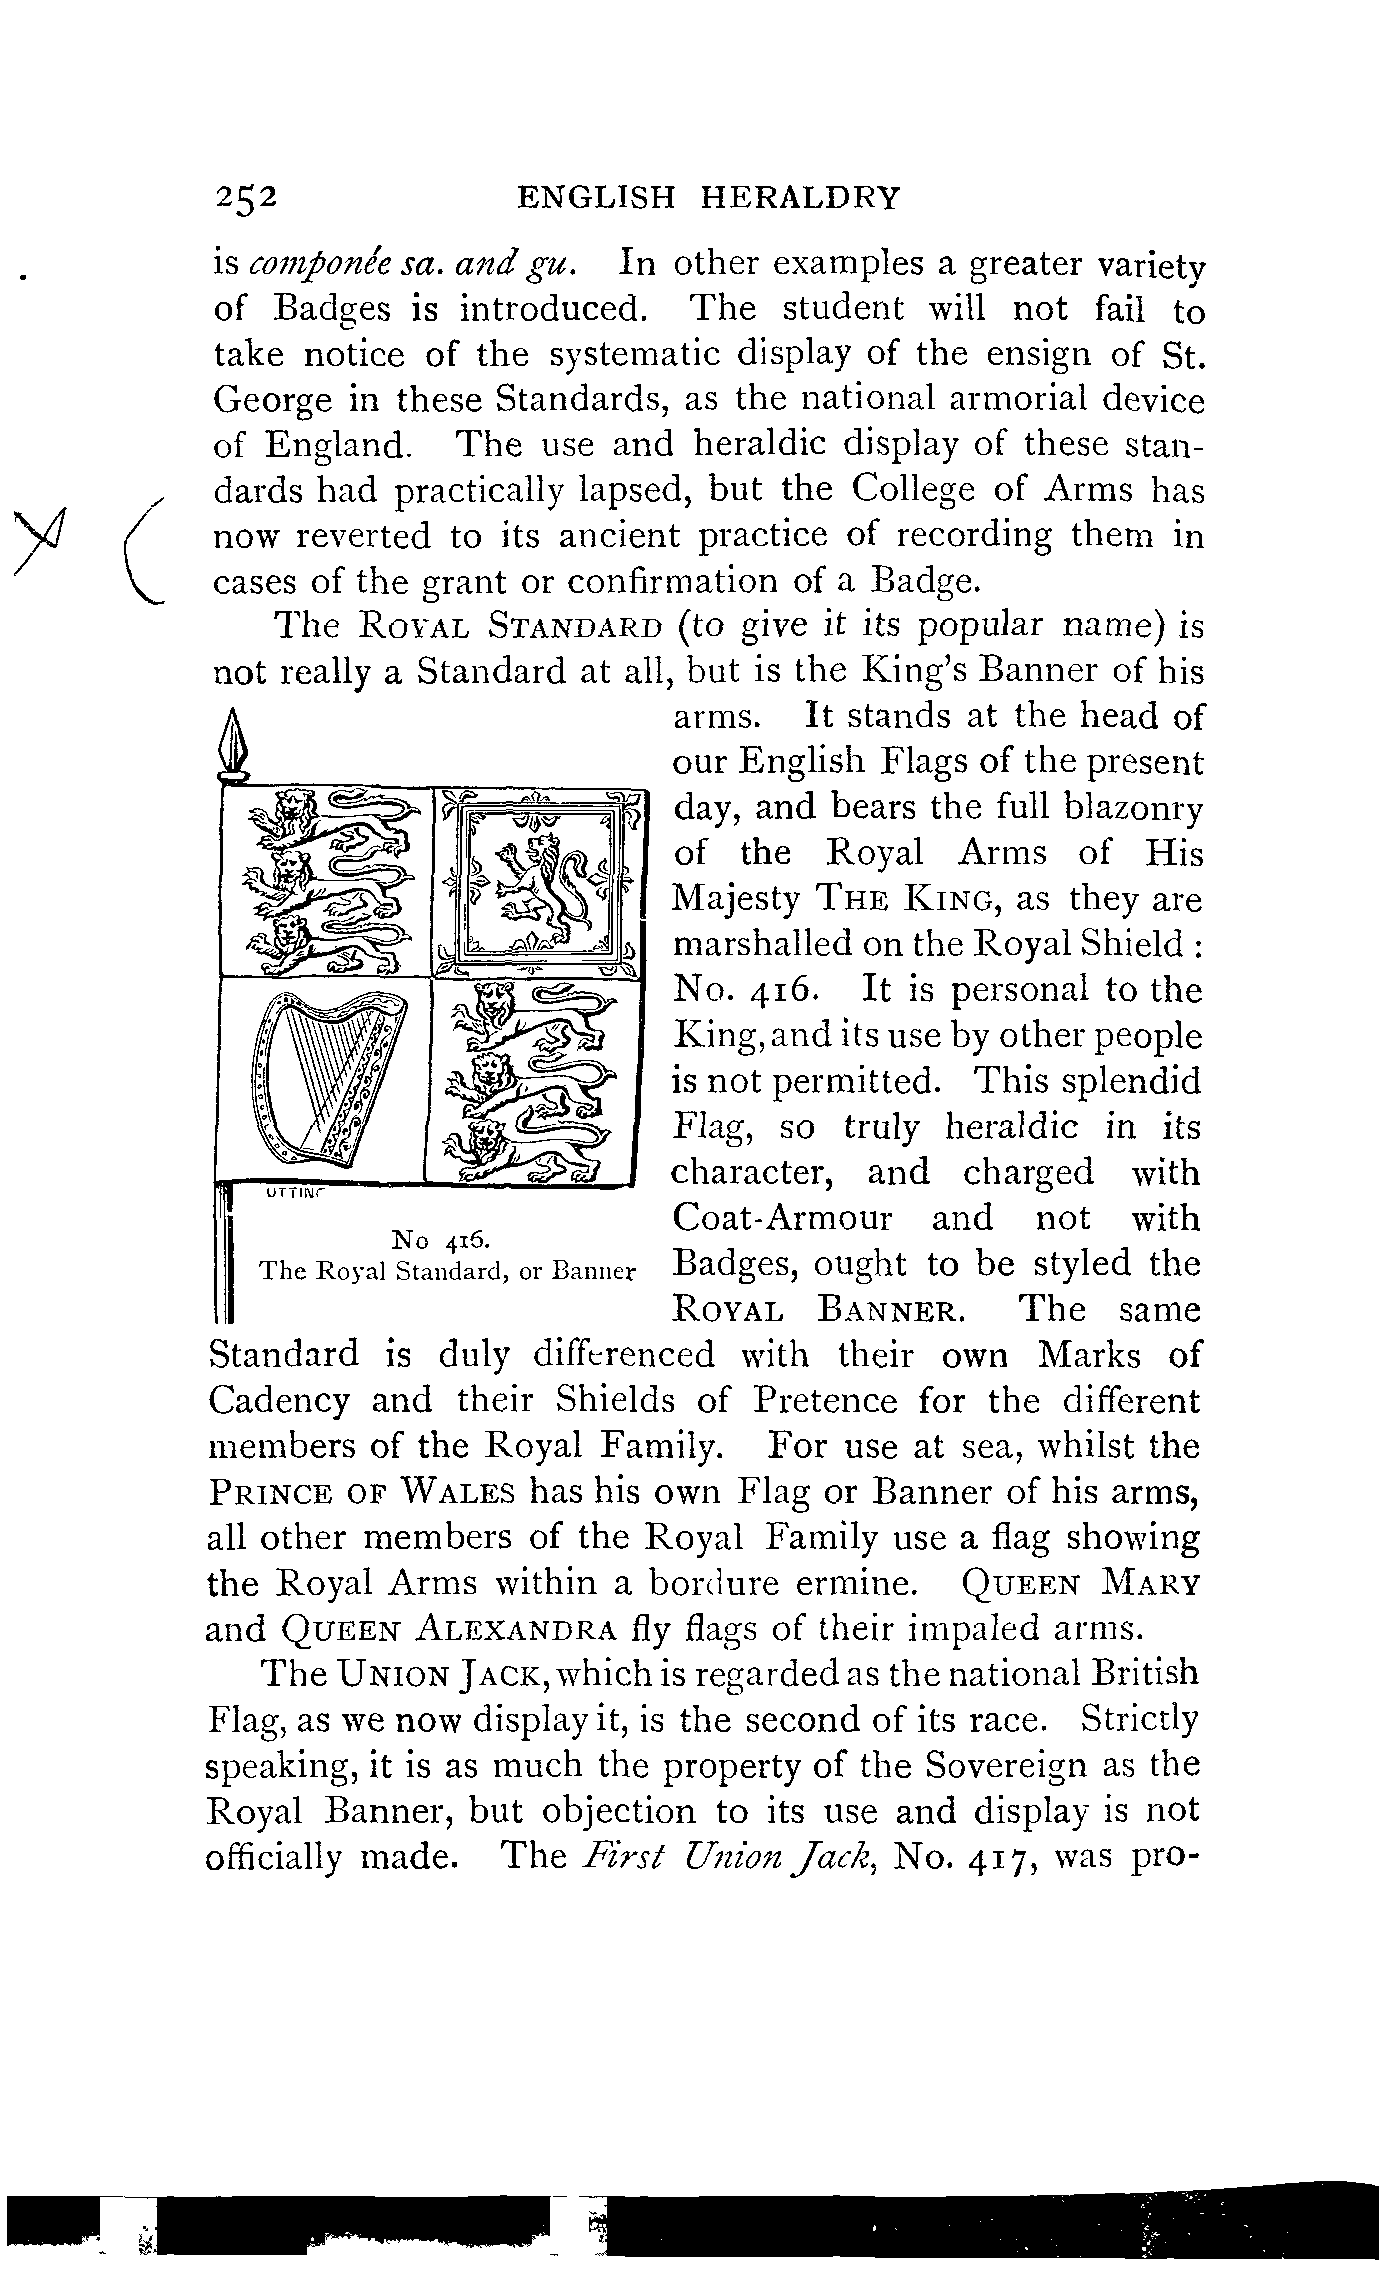 252 ENGLISH HERALDRY
is componée sa. and gu. In other examples a greater variety
of Badges is introduced. The student will not fail to
take notice of the systematic display of the ensign of St.
George in these Standards, as the national armorial device
of England. The use and heraldic display of these stan-
dards had practically lapsed, but the College of Arms has
now reverted to its ancient practice of recording them in
cases of the grant or confirmation of a Badge.
The ROYAL STANDARD (to give it its popular name) is
not really a Standard at all, but is the King's Banner of his
arms. It stands at the head of
our English Flags of the present
day, and bears the full blazonry
of the Royal Arms of His
Majesty THE KING, as they are
marshalled on the Royal Shield :
No. 416. It is personal to the
King, and its use by other people
is not permitted. This splendid
Flag, so truly heraldic in its
character, and charged with
Coat-Armour and not with
Badges, ought to be styled the
ROYAL BANNER. The same
UTTING
No 416.
The Royal Standard, or Banner
Standard is duly differenced with their own Marks of
Cadency and their Shields of Pretence for the different
members of the Royal Family. For use at sea, whilst the
PRINCE OF WALES has his own Flag or Banner of his arms,
all other members of the Royal Family use a flag showing
the Royal Arms within a bordure ermine. QUEEN MARY
and QUEEN ALEXANDRA fly flags of their impaled arms.
The UNION JACK, which is regarded as the national British
Flag, as we now display it, is the second of its race. Strictly
speaking, it is as much the property of the Sovereign as the
Royal Banner, but objection to its use and display is not
officially made. The First Union Jack, No. 417, was pro-